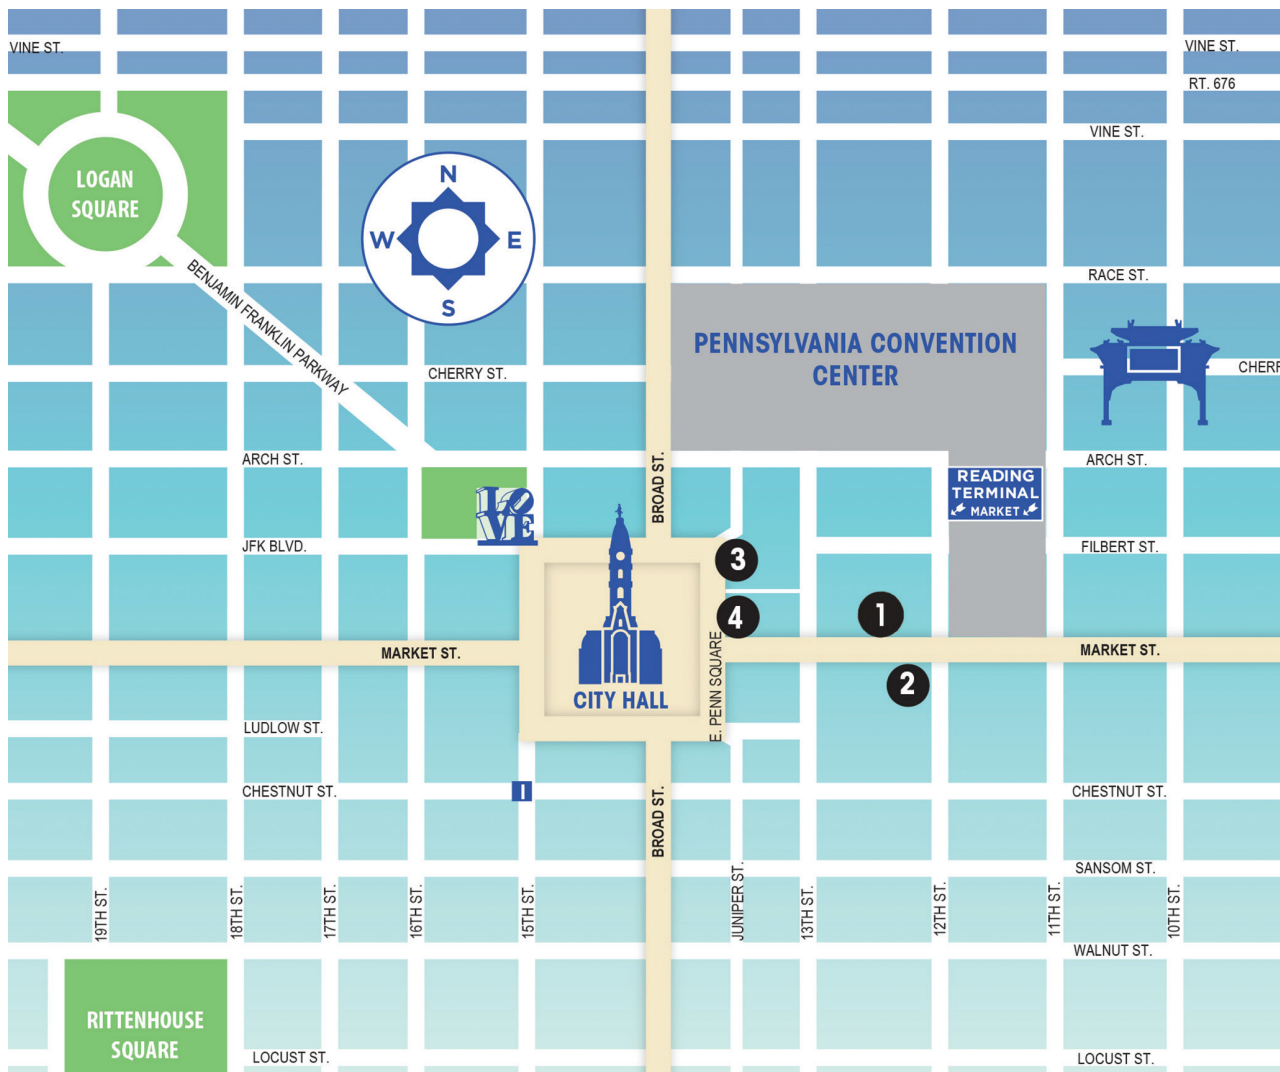 VINE ST.
VINE ST.
RT. 676
VINE ST.
LOGAN
SQUARE
N
W
E
S
BENJAMIN FRANKLIN PARKWAY
RACE ST.
PENNSYLVANIA CONVENTION
CENTER
CHERRY ST.
CHERR
ARCH ST.
BROAD ST.
ARCH ST.
READING
TERMINAL
MARKET
LOVE
JFK BLVD.
FILBERT ST.
3
4
1
MARKET ST.
MARKET ST.
2
CITY HALL
E. PENN SQUARE
LUDLOW ST.
I
CHESTNUT ST.
CHESTNUT ST.
BROAD ST.
SANSOM ST.
19TH ST.
18TH ST.
17TH ST.
16TH ST.
15TH ST.
JUNIPER ST.
13TH ST.
12TH ST.
11TH ST.
10TH ST.
WALNUT ST.
RITTENHOUSE
SQUARE
LOCUST ST.
LOCUST ST.